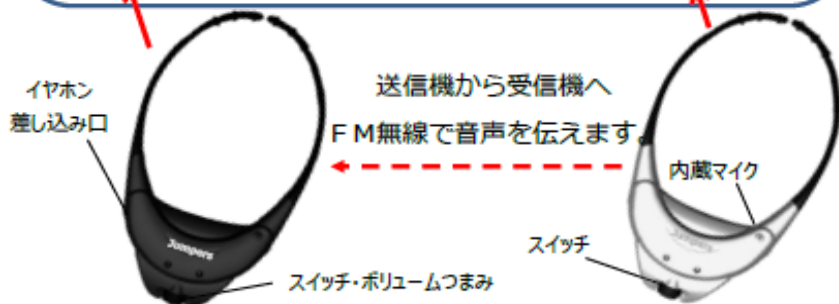 送信機から受信機へ
ＦＭ無線で音声を伝えます。
イヤホン
差し込み口
内蔵マイク
Jumpers
スイッチ
スイッチ・ボリュームつまみ